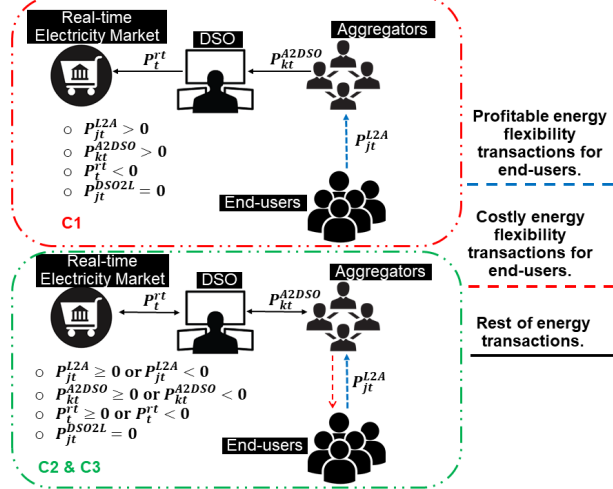 Real-time
Electricity Market
DSO
Aggregators
P_t^{rt}
P_{kt}^{A2DSO}
P_{jt}^{L2A}
○ P_{jt}^{L2A} > 0
○ P_{kt}^{A2DSO} > 0
○ P_t^{rt} < 0
○ P_{jt}^{DSO2L} = 0
End-users
C1
Profitable energy
flexibility
transactions for
end-users.
Costly energy
flexibility
transactions for
end-users.
Rest of energy
transactions.
Real-time
Electricity Market
DSO
Aggregators
P_t^{rt}
P_{kt}^{A2DSO}
P_{jt}^{L2A}
○ P_{jt}^{L2A} ≥ 0 or P_{jt}^{L2A} < 0
○ P_{kt}^{A2DSO} ≥ 0 or P_{kt}^{A2DSO} < 0
○ P_t^{rt} ≥ 0 or P_t^{rt} < 0
○ P_{jt}^{DSO2L} = 0
End-users
C2 & C3